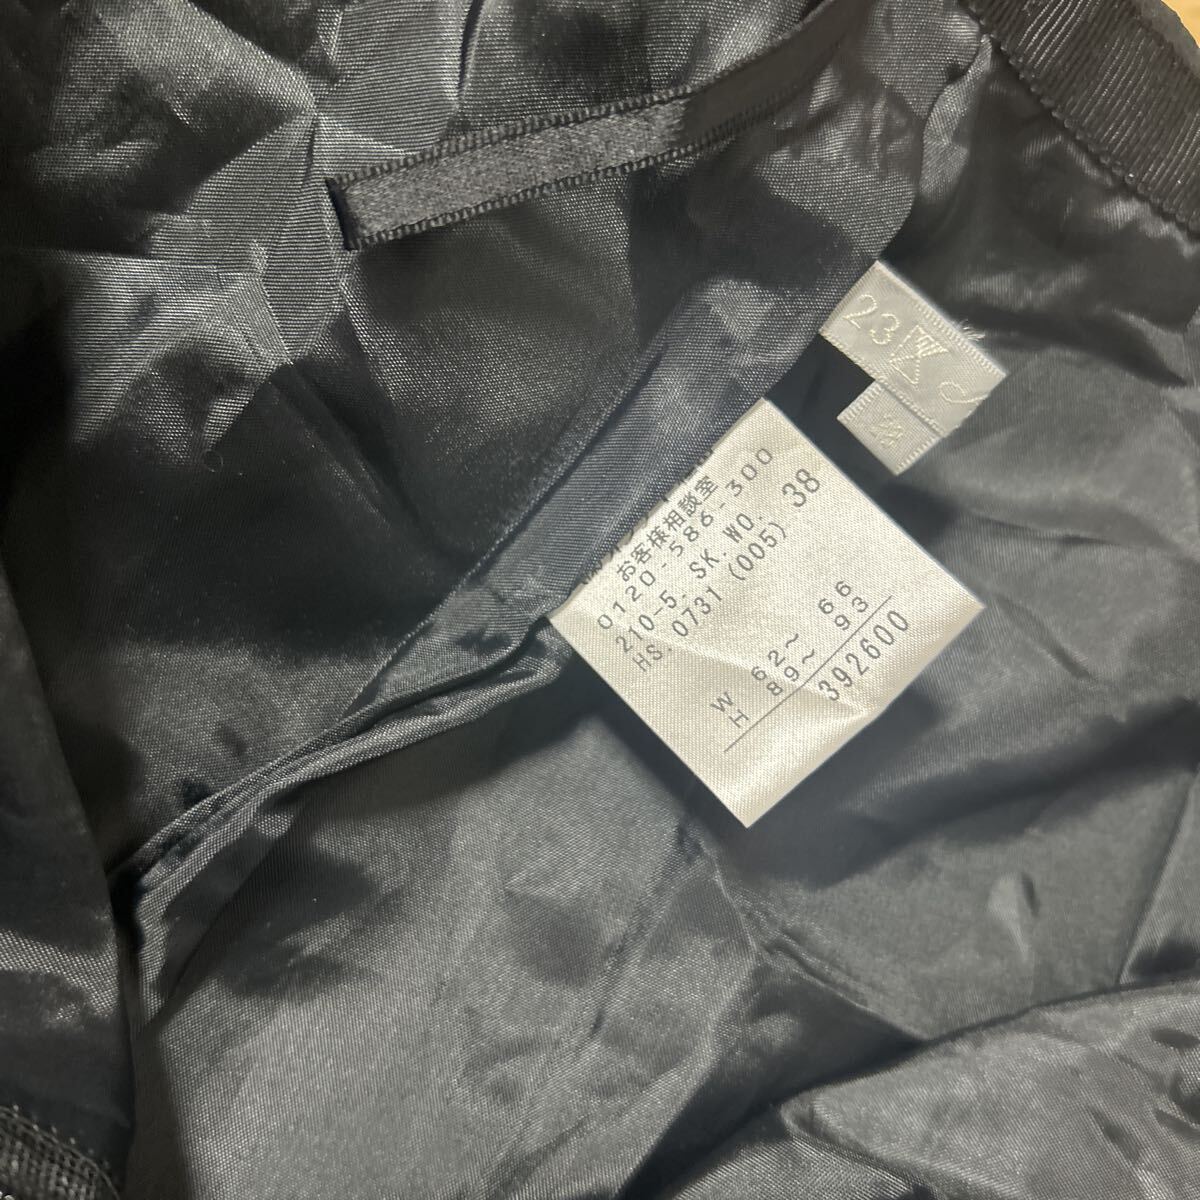 23区
お客様相談室
0120-586-300
210-5. SK. WO. 38
HS. 0731 (005)
W 62〜 66
H 89〜 93
392600